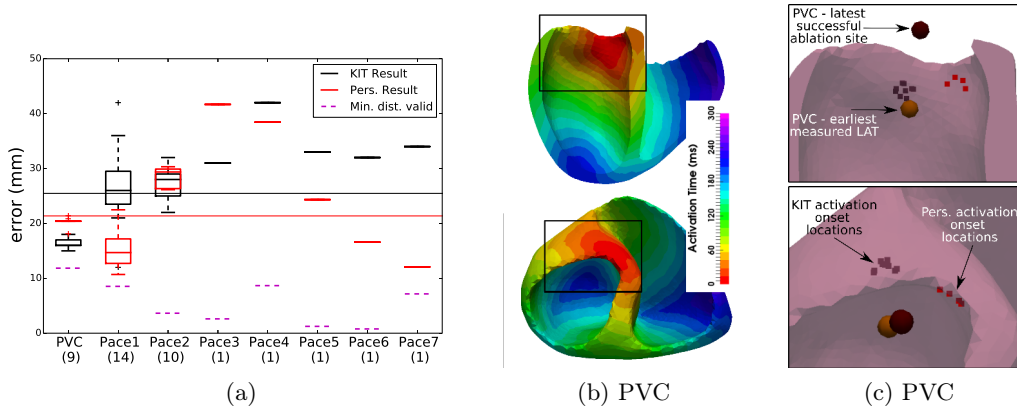 50
40
30
20
10
0
error (mm)
KIT Result
Pers. Result
Min. dist. valid
PVC
(9)
Pace1
(14)
Pace2
(10)
Pace3
(1)
Pace4
(1)
Pace5
(1)
Pace6
(1)
Pace7
(1)
(a)
Activation Time (ms)
300
240
180
120
60
0
(b) PVC
PVC - latest
successful
ablation site
PVC - earliest
measured LAT
KIT activation
onset
locations
Pers. activation
onset
locations
(c) PVC